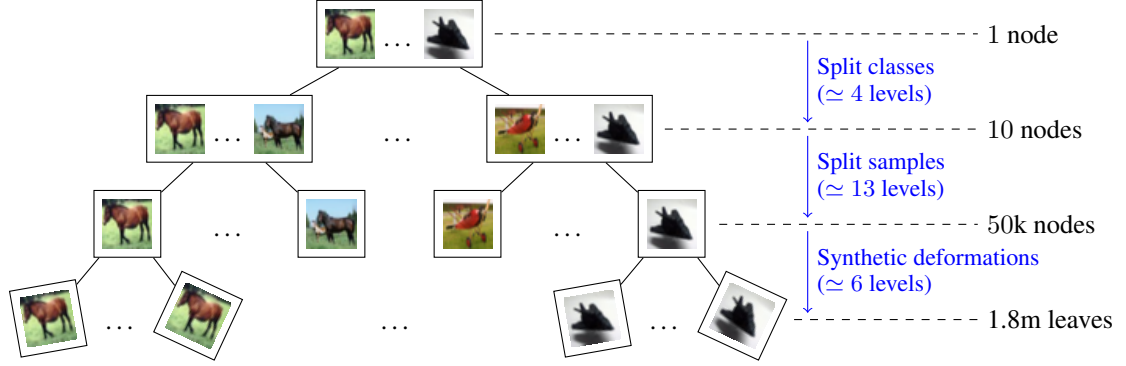 ... 1 node
Split classes
(≃ 4 levels)
... ... ... 10 nodes
Split samples
(≃ 13 levels)
... ... 50k nodes
Synthetic deformations
(≃ 6 levels)
... ... ... 1.8m leaves